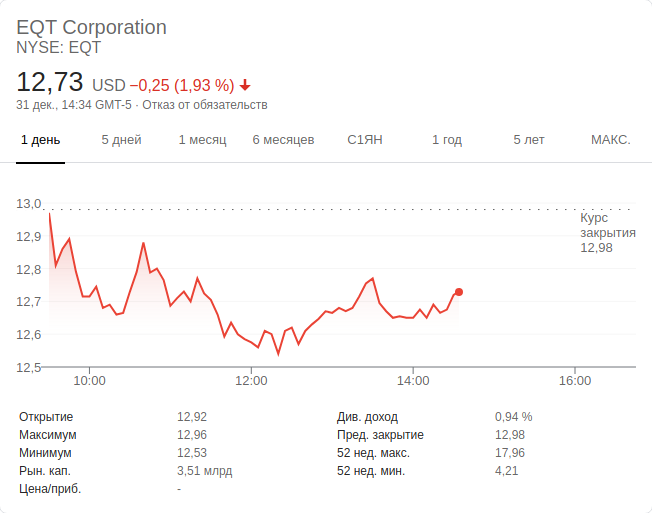 EQT Corporation
NYSE: EQT
12,73 USD −0,25 (1,93 %)
31 дек., 14:34 GMT-5 · Отказ от обязательств
1 день 5 дней 1 месяц 6 месяцев С1ЯН 1 год 5 лет МАКС.
13,0
Курс
12,9
закрытия
12,98
12,8
12,7
12,6
12,5
10:00 12:00 14:00 16:00
Открытие 12,92 Див. доход 0,94 %
Максимум 12,96 Пред. закрытие 12,98
Минимум 12,53 52 нед. макс. 17,96
Рын. кап. 3,51 млрд 52 нед. мин. 4,21
Цена/приб. -